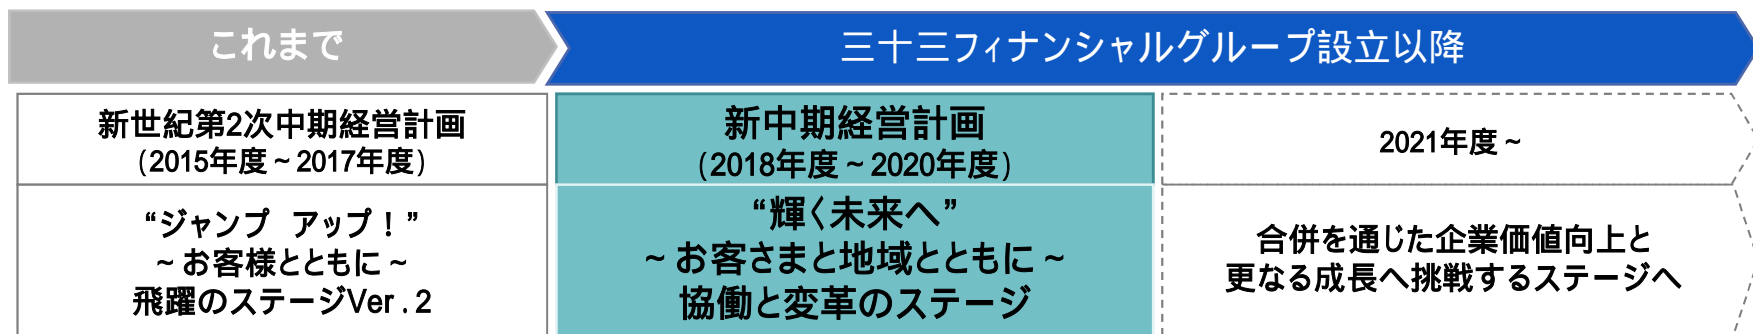 これまで
三十三フィナンシャルグループ設立以降
新世紀第2次中期経営計画
(2015年度~2017年度)
新中期経営計画
(2018年度~2020年度)
2021年度~
“ジャンプ　アップ！”
~お客様とともに~
飛躍のステージVer.2
“輝く未来へ”
~お客さまと地域とともに~
協働と変革のステージ
合併を通じた企業価値向上と
更なる成長へ挑戦するステージへ